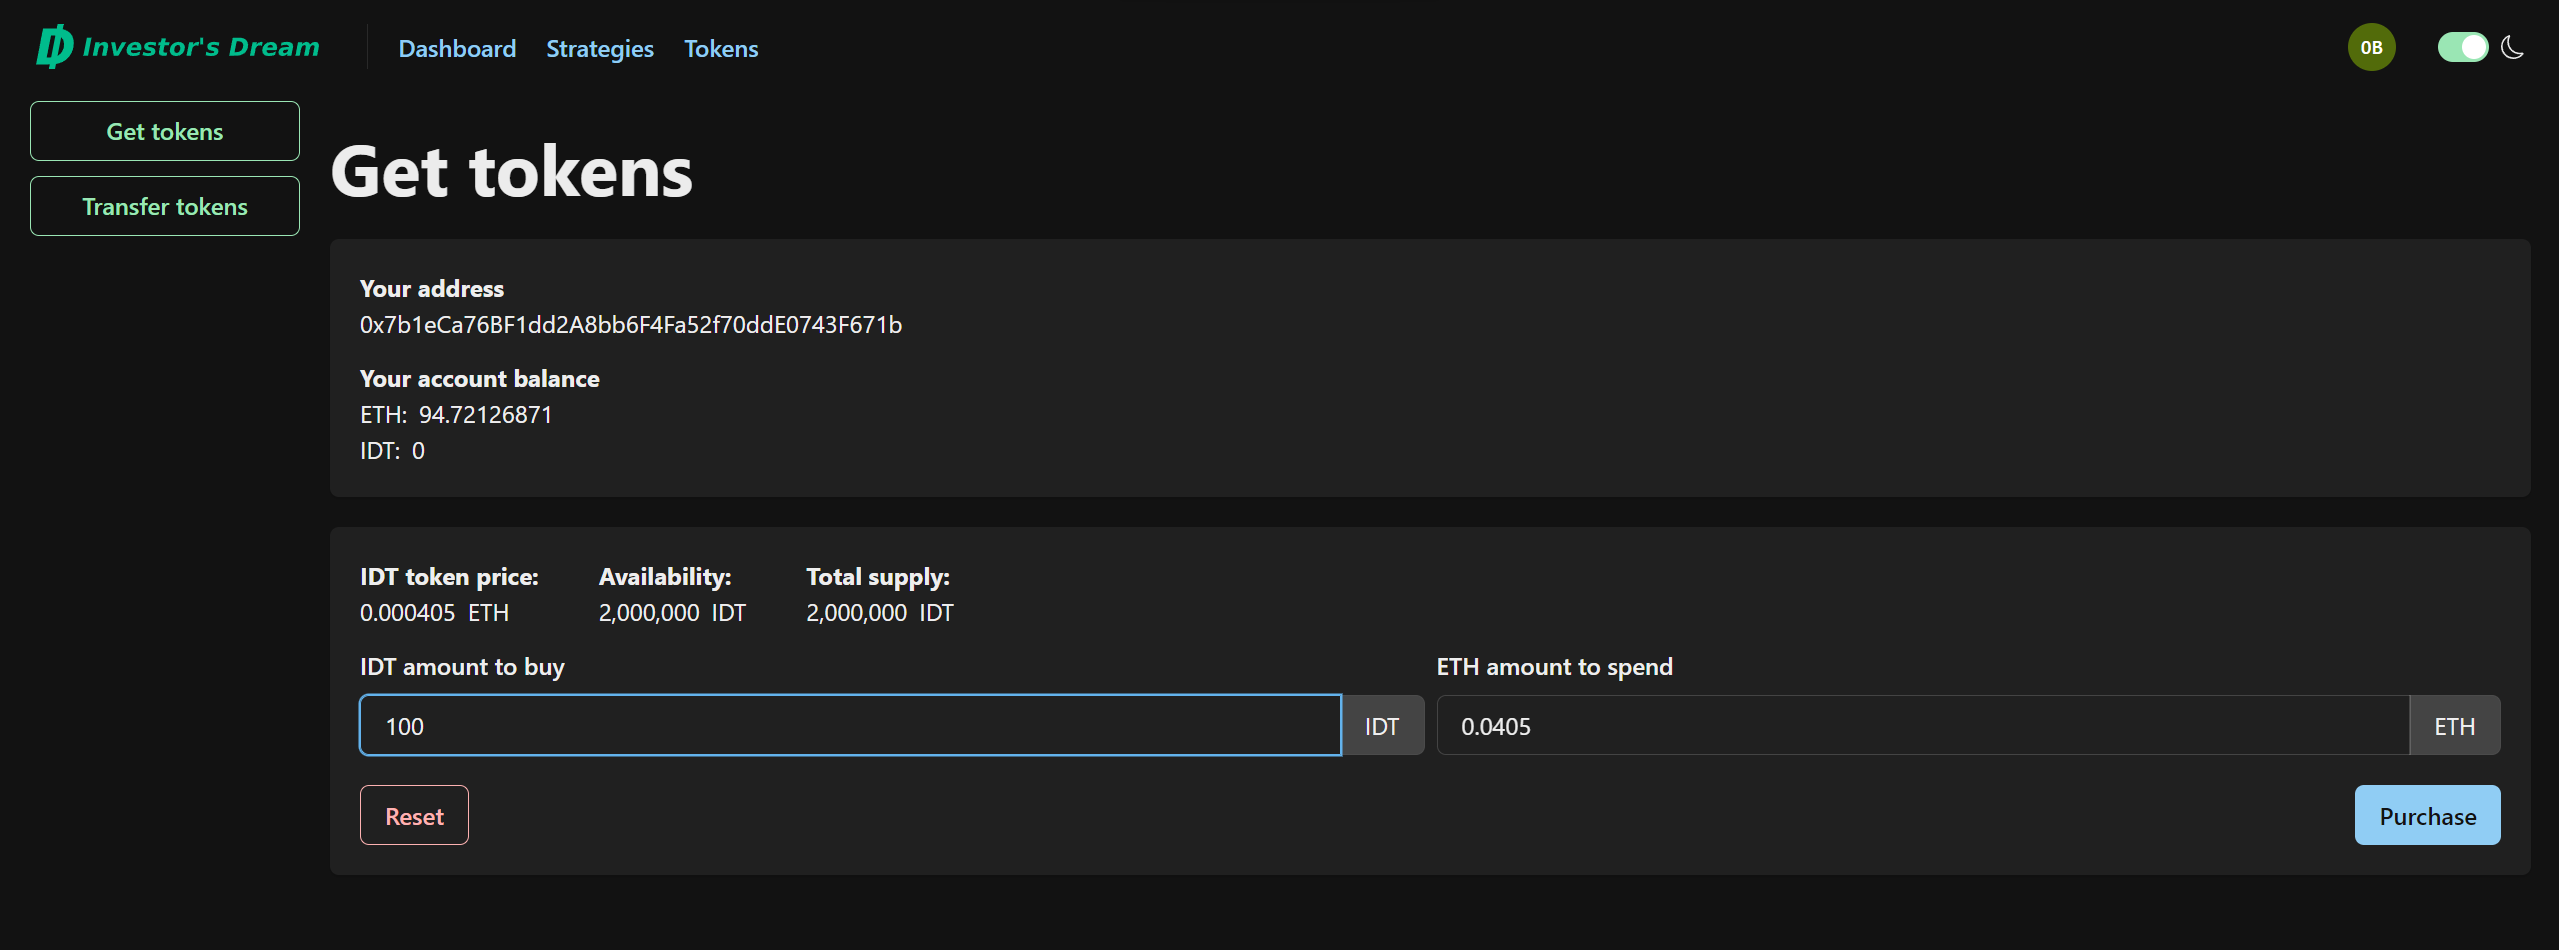 Investor's Dream
Dashboard Strategies Tokens
0B
Get tokens
Transfer tokens
Get tokens
Your address
0x7b1eCa76BF1dd2A8bb6F4Fa52f70ddE0743F671b
Your account balance
ETH: 94.72126871
IDT: 0
IDT token price: Availability: Total supply:
0.000405 ETH 2,000,000 IDT 2,000,000 IDT
IDT amount to buy ETH amount to spend
100 IDT 0.0405 ETH
Reset Purchase